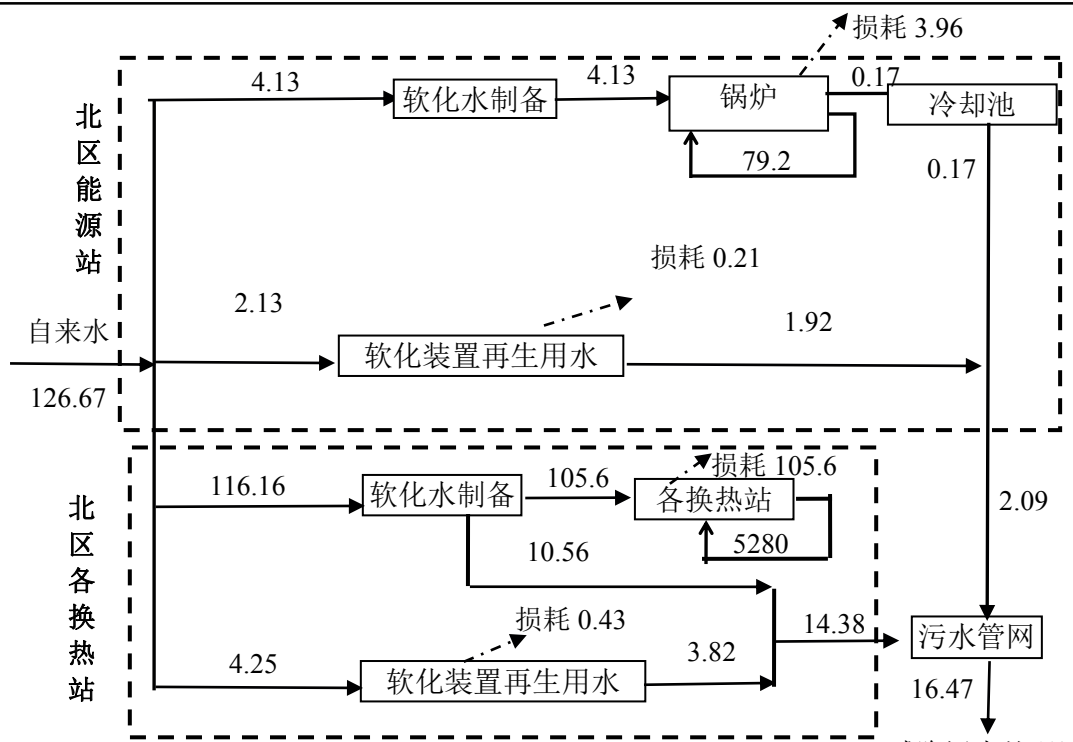 损耗 3.96
4.13
4.13
0.17
软化水制备
锅炉
冷却池
79.2
0.17
北区能源站
损耗 0.21
2.13
1.92
自来水
软化装置再生用水
126.67
损耗 105.6
116.16
105.6
软化水制备
各换热站
5280
2.09
10.56
北区各换热站
损耗 0.43
14.38
污水管网
4.25
3.82
软化装置再生用水
16.47